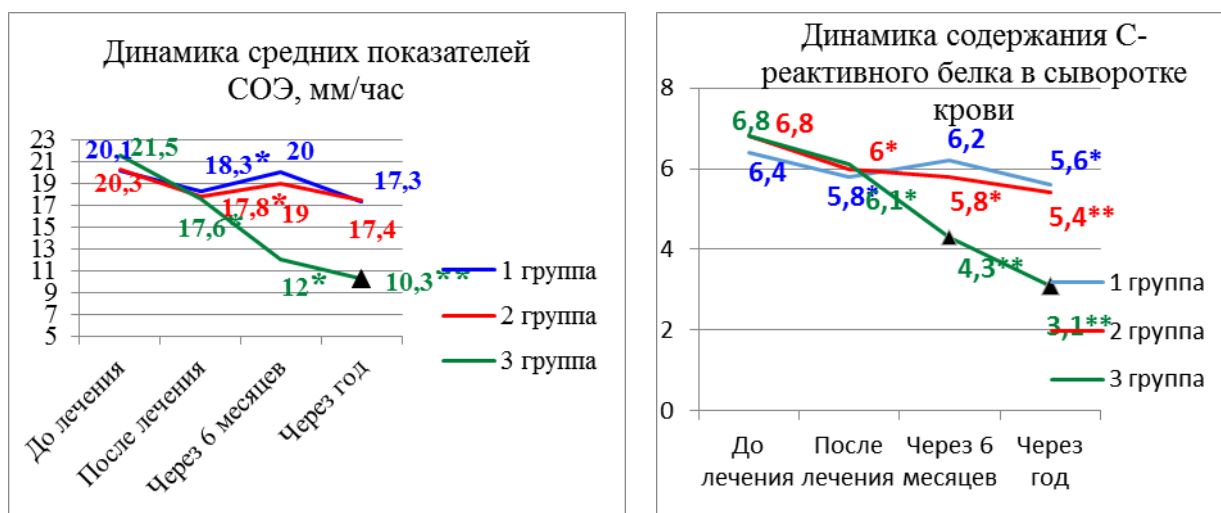 Динамика средних показателей
СОЭ, мм/час
23
21
19
17
15
13
11
9
7
5
20,1
21,5
20,3
18,3*
17,8*
17,6*
20
19
12*
17,3
17,4
10,3**
До лечения
После лечения
Через 6 месяцев
Через год
1 группа
2 группа
3 группа
Динамика содержания С-
реактивного белка в сыворотке
крови
8
6
4
2
0
6,8
6,8
6,4
6*
5,8*
6,1*
6,2
5,8*
4,3**
5,6*
5,4**
3,1**
До
лечения
После
лечения
Через 6
месяцев
Через
год
1 группа
2 группа
3 группа